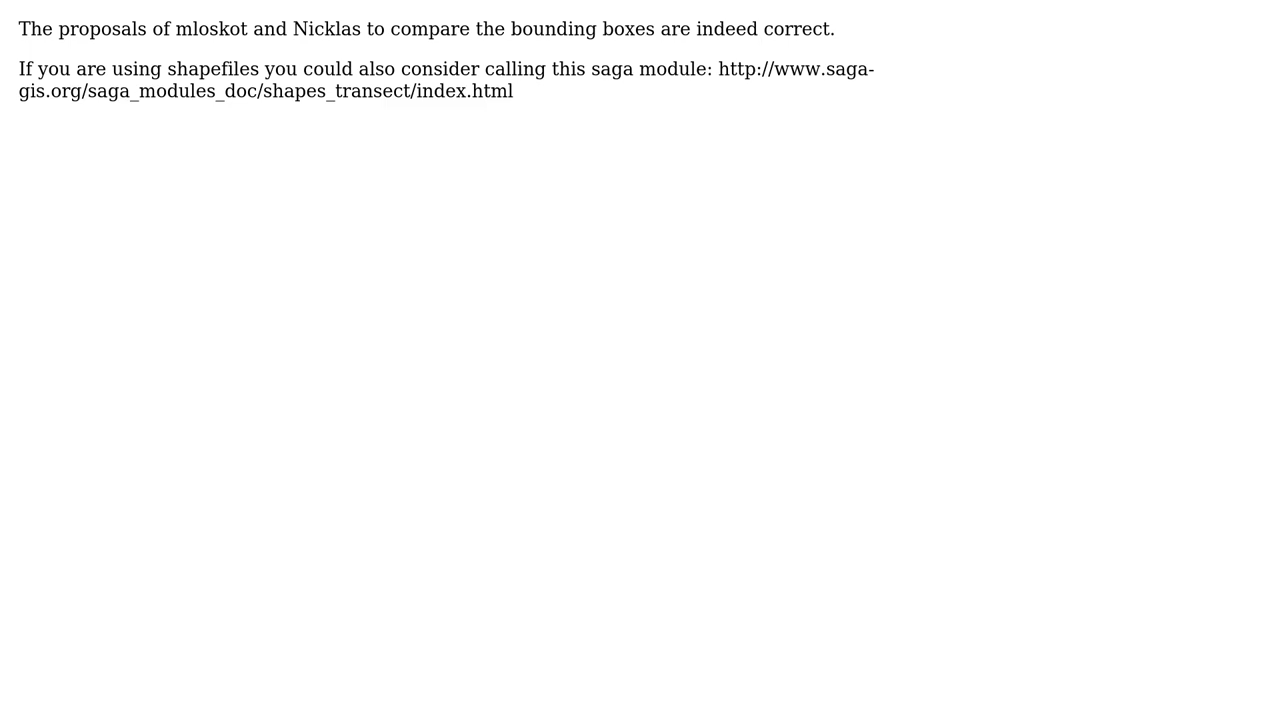 The proposals of mloskot and Nicklas to compare the bounding boxes are indeed correct.
If you are using shapefiles you could also consider calling this saga module: http://www.saga-
gis.org/saga_modules_doc/shapes_transect/index.html